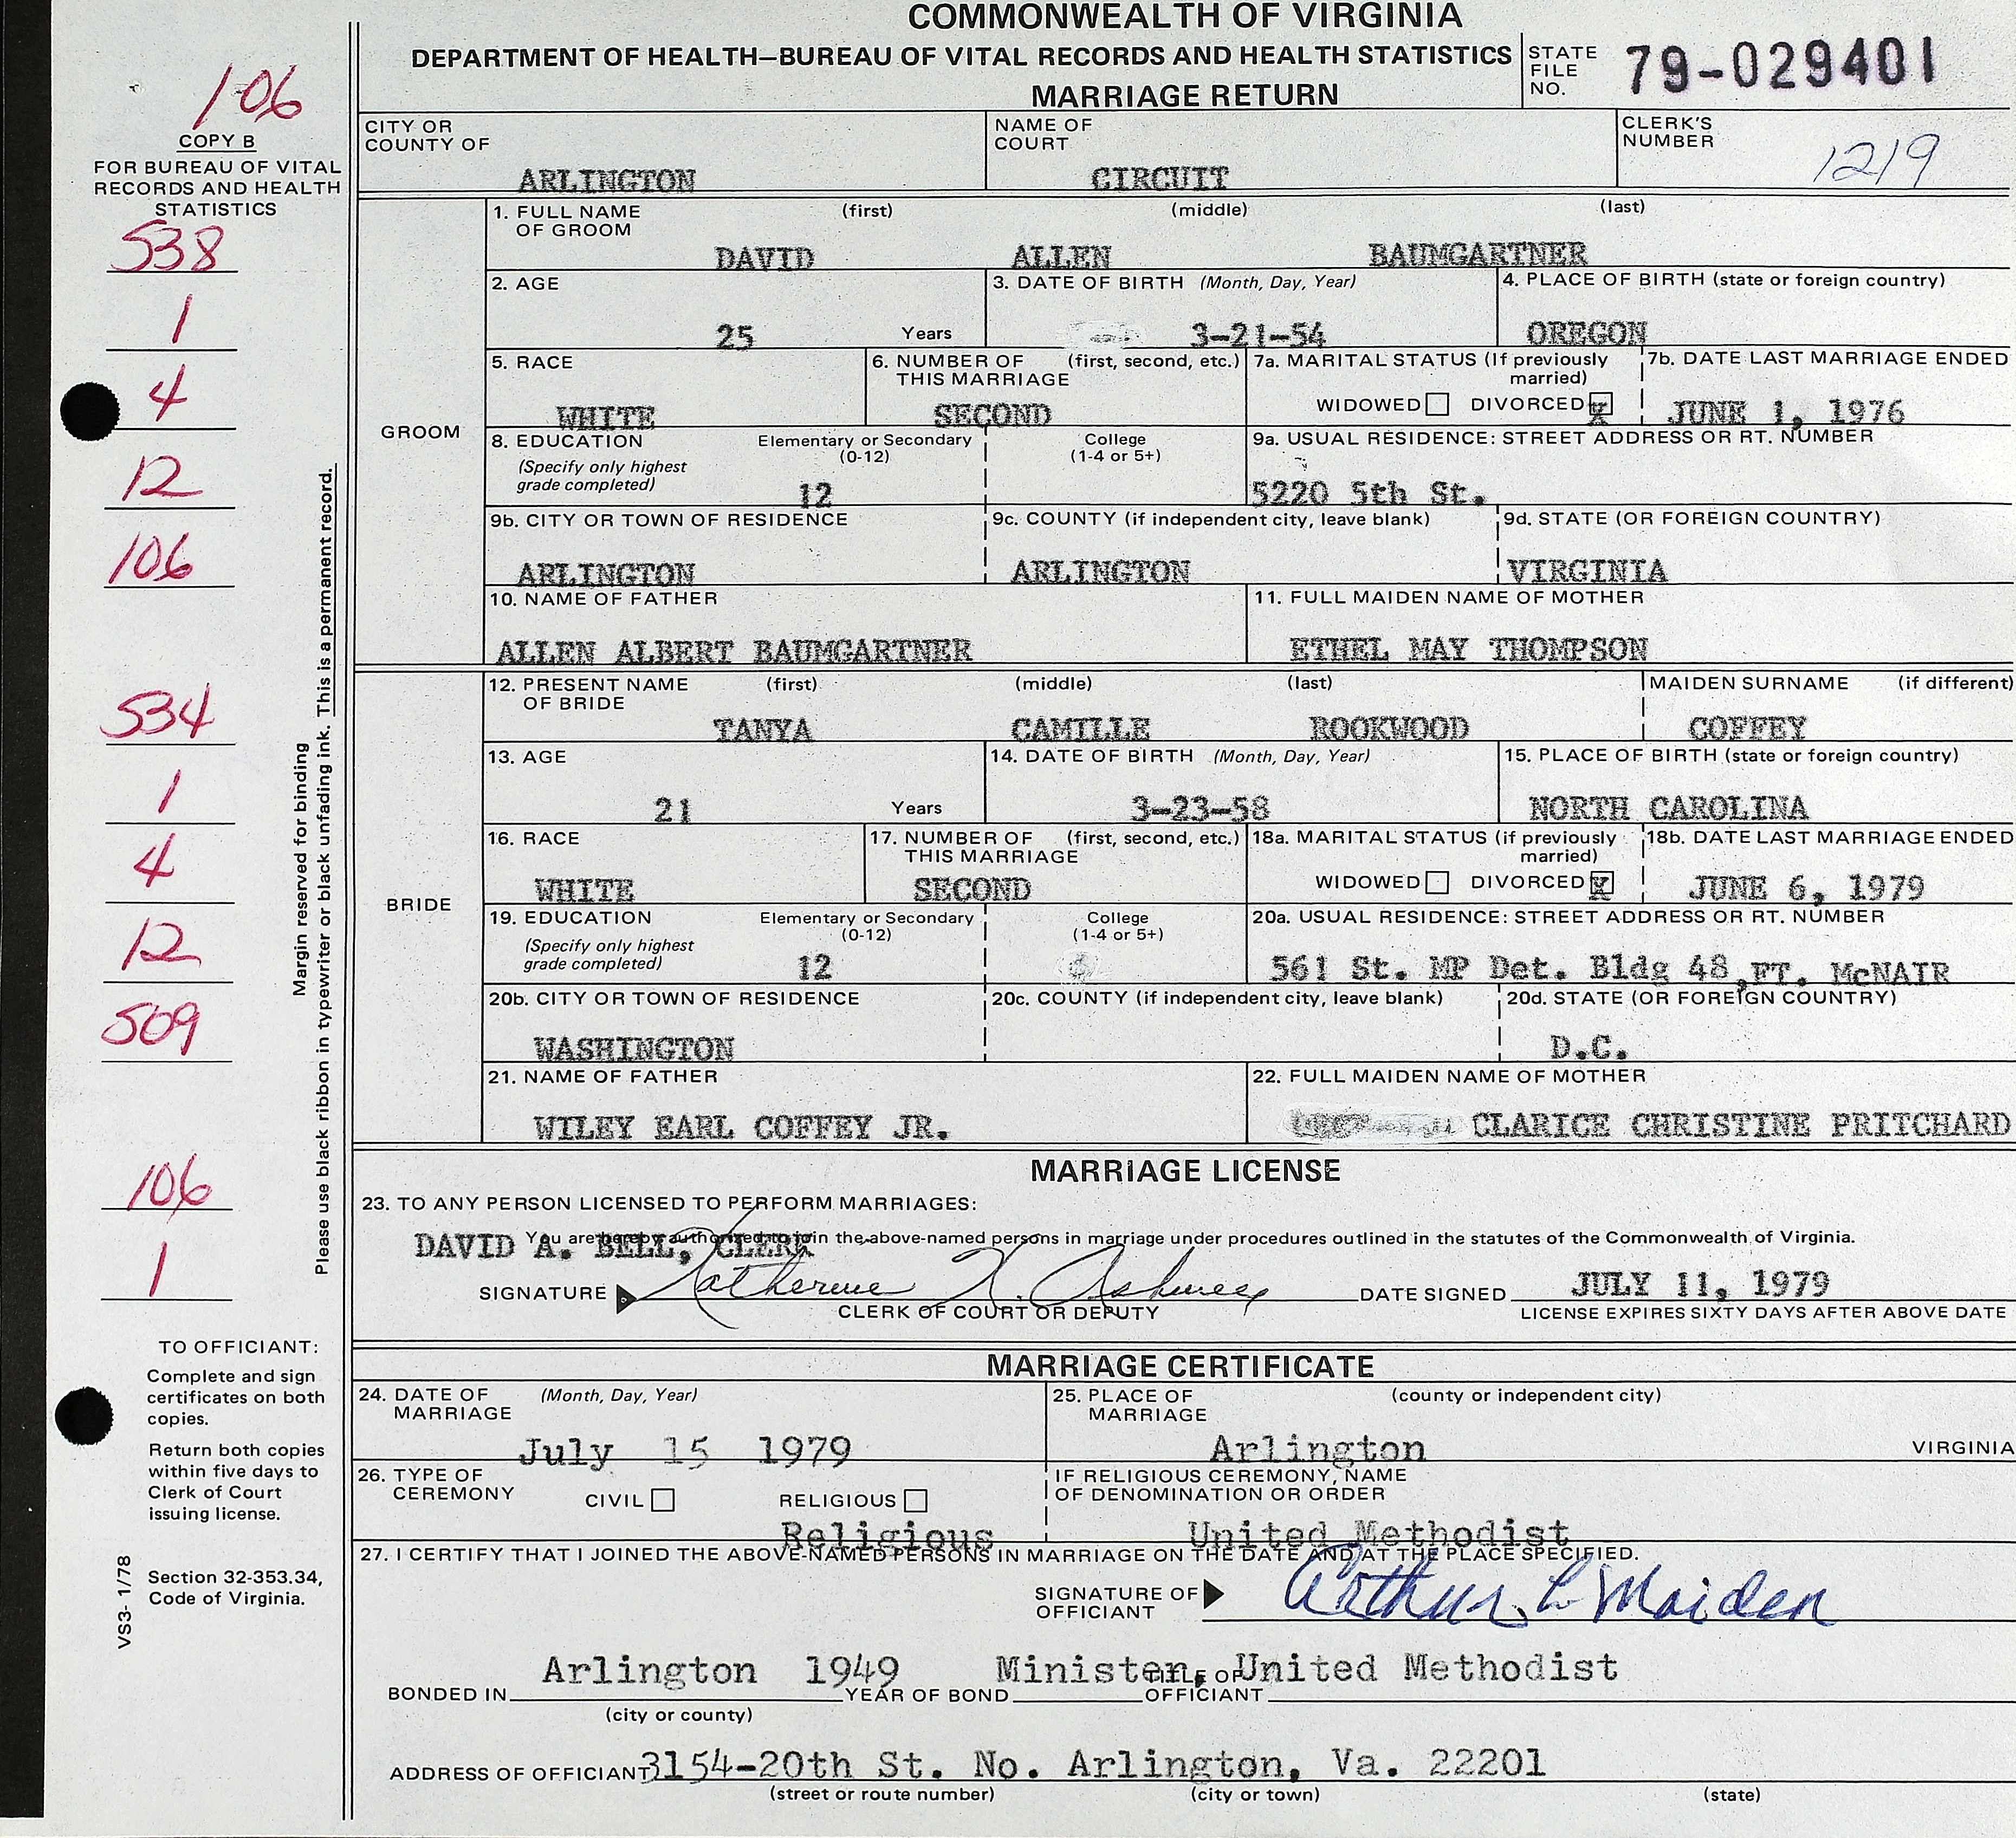 COMMONWEALTH OF VIRGINIA
DEPARTMENT OF HEALTH—BUREAU OF VITAL RECORDS AND HEALTH STATISTICS
MARRIAGE RETURN
STATE FILE NO. 79-029401
106
COPY B
FOR BUREAU OF VITAL
RECORDS AND HEALTH
STATISTICS
538
1
4
12
106
534
1
4
12
509
106
1
Margin reserved for binding
Please use black ribbon in typewriter or black unfading ink. This is a permanent record.
TO OFFICIANT:
Complete and sign
certificates on both
copies.
Return both copies
within five days to
Clerk of Court
issuing license.
Section 32-353.34,
Code of Virginia.
VS3- 1/78
CITY OR COUNTY OF ARLINGTON
NAME OF COURT CIRCUIT
CLERK'S NUMBER 1219
GROOM
1. FULL NAME OF GROOM (first) (middle) (last)
DAVID ALLEN BAUMGARTNER
2. AGE 25 Years
3. DATE OF BIRTH (Month, Day, Year) 3-21-54
4. PLACE OF BIRTH (state or foreign country) OREGON
5. RACE WHITE
6. NUMBER OF THIS MARRIAGE (first, second, etc.) SECOND
7a. MARITAL STATUS (If previously married) WIDOWED DIVORCED X
7b. DATE LAST MARRIAGE ENDED JUNE 1, 1976
8. EDUCATION (Specify only highest grade completed) Elementary or Secondary (0-12) 12 College (1-4 or 5+)
9a. USUAL RESIDENCE: STREET ADDRESS OR RT. NUMBER 5220 5th St.
9b. CITY OR TOWN OF RESIDENCE ARLINGTON
9c. COUNTY (if independent city, leave blank) ARLINGTON
9d. STATE (OR FOREIGN COUNTRY) VIRGINIA
10. NAME OF FATHER ALLEN ALBERT BAUMGARTNER
11. FULL MAIDEN NAME OF MOTHER ETHEL MAY THOMPSON
BRIDE
12. PRESENT NAME OF BRIDE (first) (middle) (last) MAIDEN SURNAME (if different)
TANYA CAMILLE ROOKWOOD COFFEY
13. AGE 21 Years
14. DATE OF BIRTH (Month, Day, Year) 3-23-58
15. PLACE OF BIRTH (state or foreign country) NORTH CAROLINA
16. RACE WHITE
17. NUMBER OF THIS MARRIAGE (first, second, etc.) SECOND
18a. MARITAL STATUS (if previously married) WIDOWED DIVORCED X
18b. DATE LAST MARRIAGE ENDED JUNE 6, 1979
19. EDUCATION (Specify only highest grade completed) Elementary or Secondary (0-12) 12 College (1-4 or 5+)
20a. USUAL RESIDENCE: STREET ADDRESS OR RT. NUMBER 561 St. MP Det. Bldg 48, FT. McNAIR
20b. CITY OR TOWN OF RESIDENCE WASHINGTON
20c. COUNTY (if independent city, leave blank)
20d. STATE (OR FOREIGN COUNTRY) D.C.
21. NAME OF FATHER WILEY EARL COFFEY JR.
22. FULL MAIDEN NAME OF MOTHER CLARICE CHRISTINE PRITCHARD
MARRIAGE LICENSE
23. TO ANY PERSON LICENSED TO PERFORM MARRIAGES:
You are hereby authorized to join the above-named persons in marriage under procedures outlined in the statutes of the Commonwealth of Virginia.
DAVID A. BELL, CLERK
SIGNATURE Katherine K.
CLERK OF COURT OR DEPUTY
DATE SIGNED JULY 11, 1979
LICENSE EXPIRES SIXTY DAYS AFTER ABOVE DATE
MARRIAGE CERTIFICATE
24. DATE OF MARRIAGE (Month, Day, Year) July 15 1979
25. PLACE OF MARRIAGE (county or independent city) Arlington VIRGINIA
26. TYPE OF CEREMONY CIVIL RELIGIOUS
Religious
IF RELIGIOUS CEREMONY, NAME OF DENOMINATION OR ORDER
United Methodist
27. I CERTIFY THAT I JOINED THE ABOVE-NAMED PERSONS IN MARRIAGE ON THE DATE AND AT THE PLACE SPECIFIED.
SIGNATURE OF OFFICIANT Arthur L Maiden
Arlington 1949 Minister, United Methodist
BONDED IN YEAR OF BOND TITLE OF OFFICIANT
(city or county)
ADDRESS OF OFFICIANT 3154-20th St. No. Arlington, Va. 22201
(street or route number) (city or town) (state)